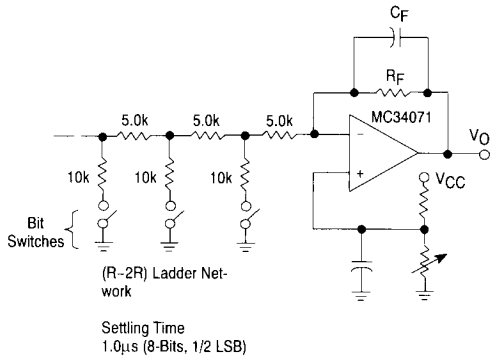 CF
RF
MC34071
5.0k 5.0k 5.0k
VO
10k 10k 10k
VCC
Bit
Switches
(R–2R) Ladder Net-
work
Settling Time
1.0µs (8-Bits, 1/2 LSB)